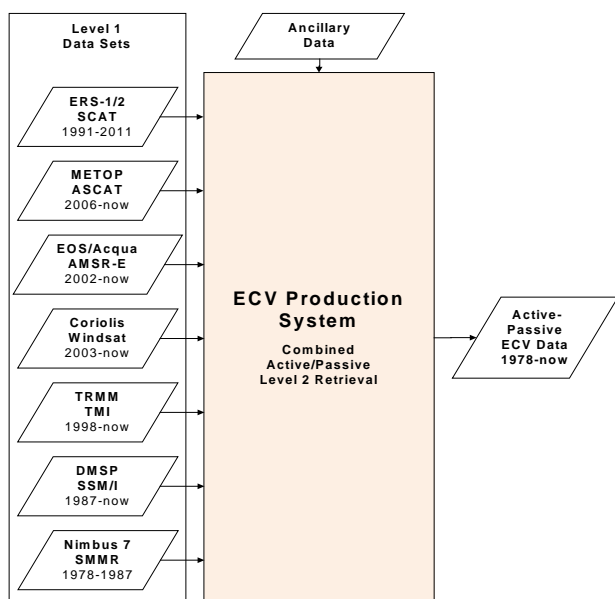 Level 1
Data Sets
Ancillary
Data
ERS-1/2
SCAT
1991-2011
METOP
ASCAT
2006-now
EOS/Acqua
AMSR-E
2002-now
Coriolis
Windsat
2003-now
TRMM
TMI
1998-now
DMSP
SSM/I
1987-now
Nimbus 7
SMMR
1978-1987
ECV Production
System
Combined
Active/Passive
Level 2 Retrieval
Active-
Passive
ECV Data
1978-now